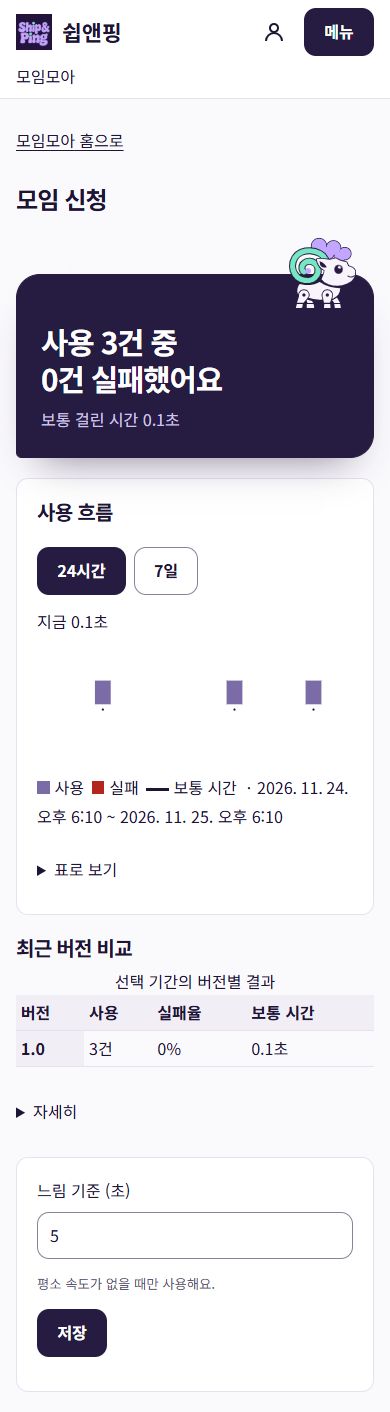 Ship&
Ping
쉽앤핑
메뉴
모임모아
모임모아 홈으로
모임 신청
사용 3건 중
0건 실패했어요
보통 걸린 시간 0.1초
사용 흐름
24시간
7일
지금 0.1초
사용 실패 보통 시간 · 2026. 11. 24.
오후 6:10 ~ 2026. 11. 25. 오후 6:10
▶ 표로 보기
최근 버전 비교
선택 기간의 버전별 결과
버전 사용 실패율 보통 시간
1.0 3건 0% 0.1초
▶ 자세히
느림 기준 (초)
5
평소 속도가 없을 때만 사용해요.
저장